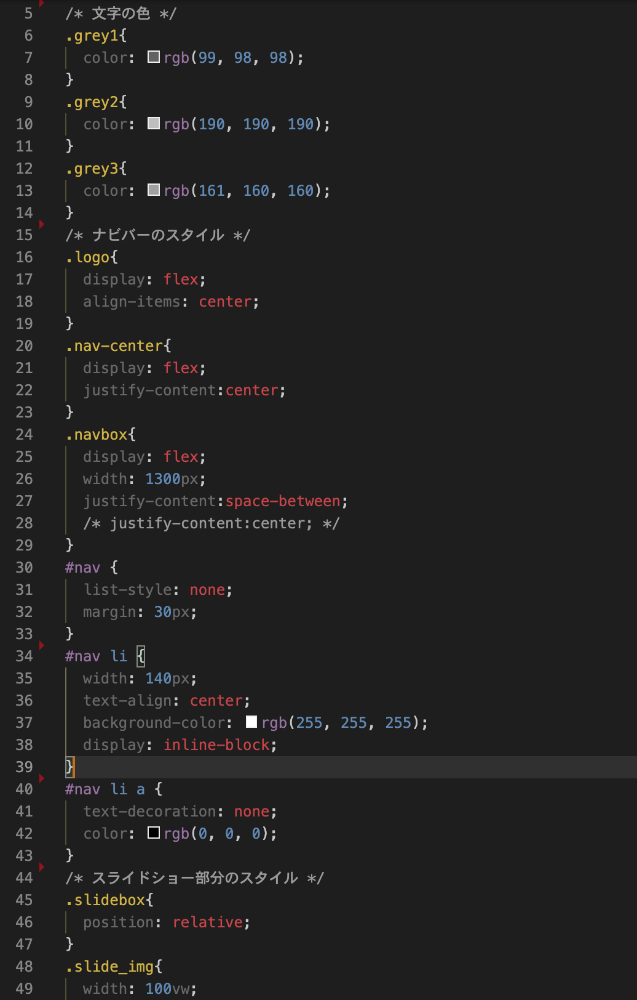 5 /* 文字の色 */
6 .grey1{
7 color: rgb(99, 98, 98);
8 }
9 .grey2{
10 color: rgb(190, 190, 190);
11 }
12 .grey3{
13 color: rgb(161, 160, 160);
14 }
15 /* ナビバーのスタイル */
16 .logo{
17 display: flex;
18 align-items: center;
19 }
20 .nav-center{
21 display: flex;
22 justify-content:center;
23 }
24 .navbox{
25 display: flex;
26 width: 1300px;
27 justify-content:space-between;
28 /* justify-content:center; */
29 }
30 #nav {
31 list-style: none;
32 margin: 30px;
33 }
34 #nav li {
35 width: 140px;
36 text-align: center;
37 background-color: rgb(255, 255, 255);
38 display: inline-block;
39 }
40 #nav li a {
41 text-decoration: none;
42 color: rgb(0, 0, 0);
43 }
44 /* スライドショー部分のスタイル */
45 .slidebox{
46 position: relative;
47 }
48 .slide_img{
49 width: 100vw;